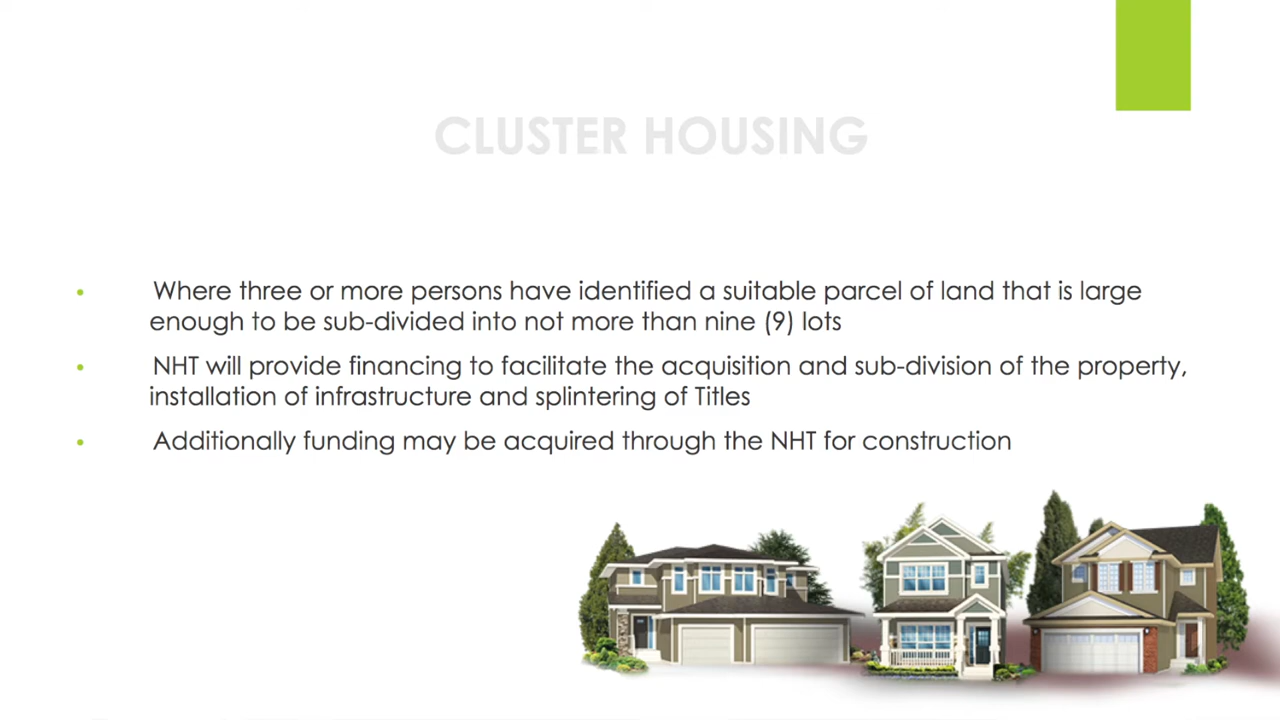 CLUSTER HOUSING
• Where three or more persons have identified a suitable parcel of land that is large
enough to be sub-divided into not more than nine (9) lots
• NHT will provide financing to facilitate the acquisition and sub-division of the property,
installation of infrastructure and splintering of Titles
• Additionally funding may be acquired through the NHT for construction